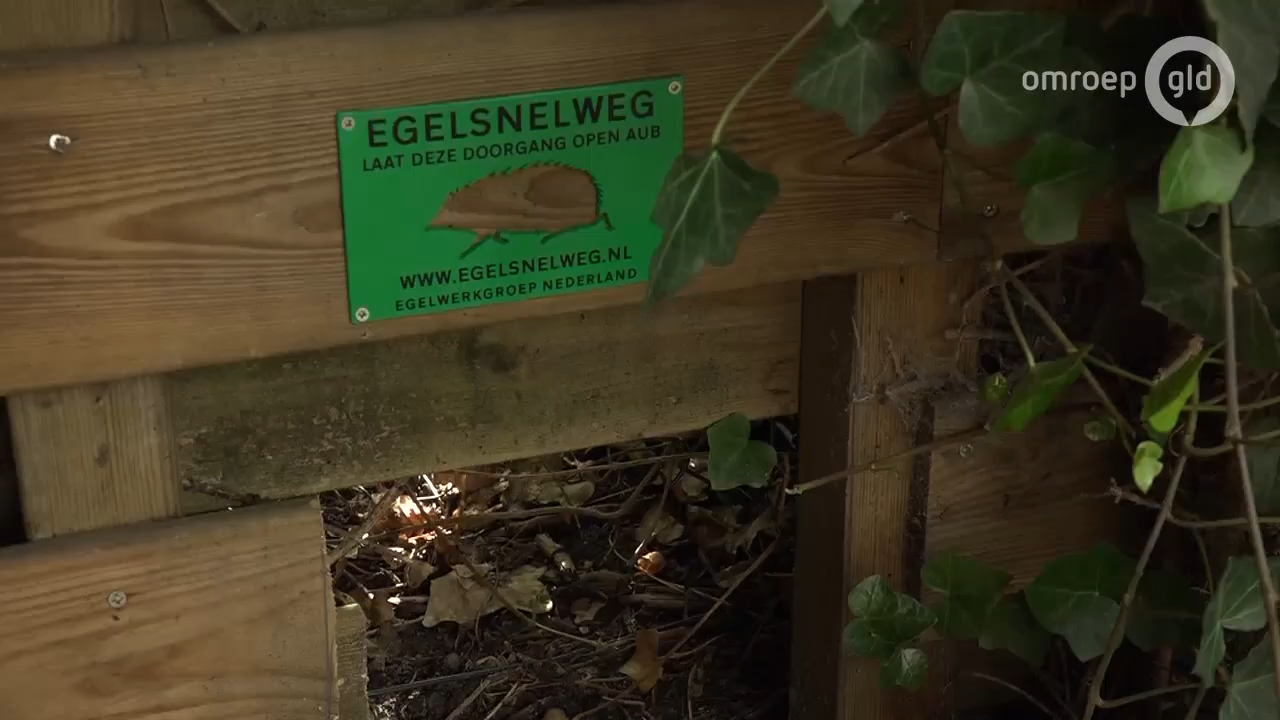 omroep gld
EGELSNELWEG
LAAT DEZE DOORGANG OPEN AUB
WWW.EGELSNELWEG.NL
EGELWERKGROEP NEDERLAND